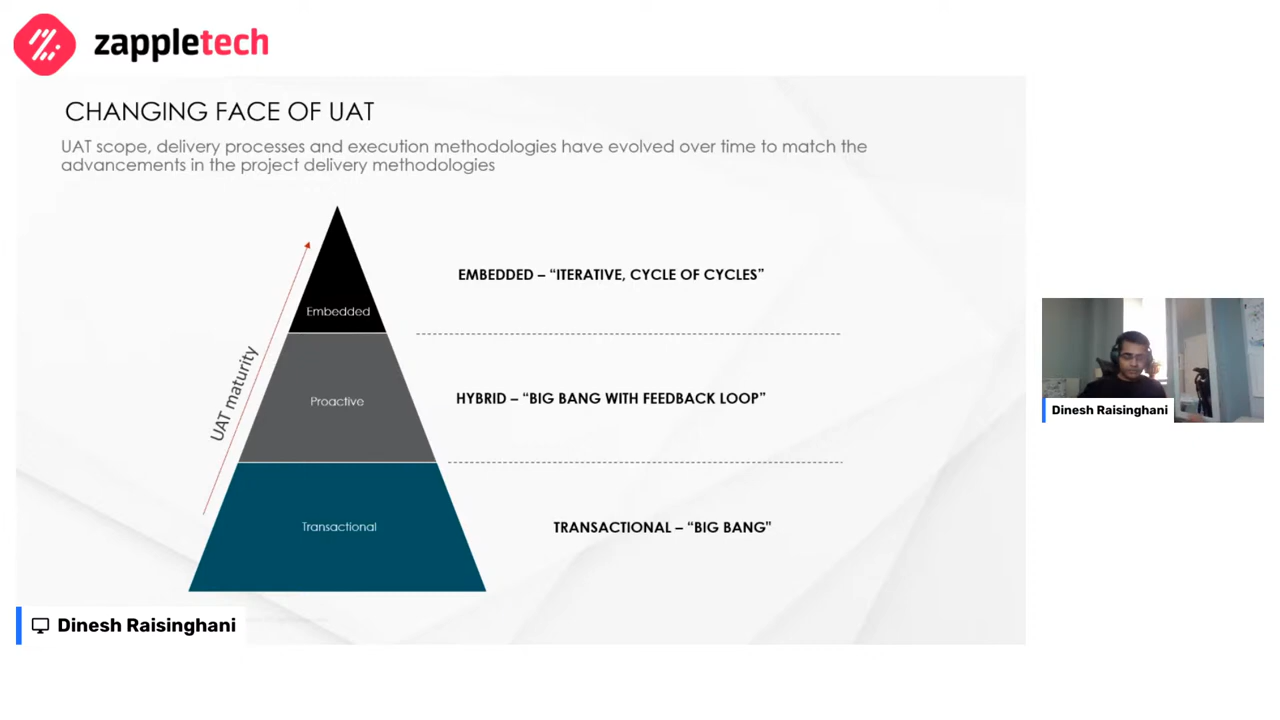 zappletech
CHANGING FACE OF UAT
UAT scope, delivery processes and execution methodologies have evolved over time to match the
advancements in the project delivery methodologies
UAT maturity
Embedded
EMBEDDED – “ITERATIVE, CYCLE OF CYCLES”
Proactive
HYBRID – “BIG BANG WITH FEEDBACK LOOP”
Transactional
TRANSACTIONAL – “BIG BANG”
Dinesh Raisinghani
Dinesh Raisinghani